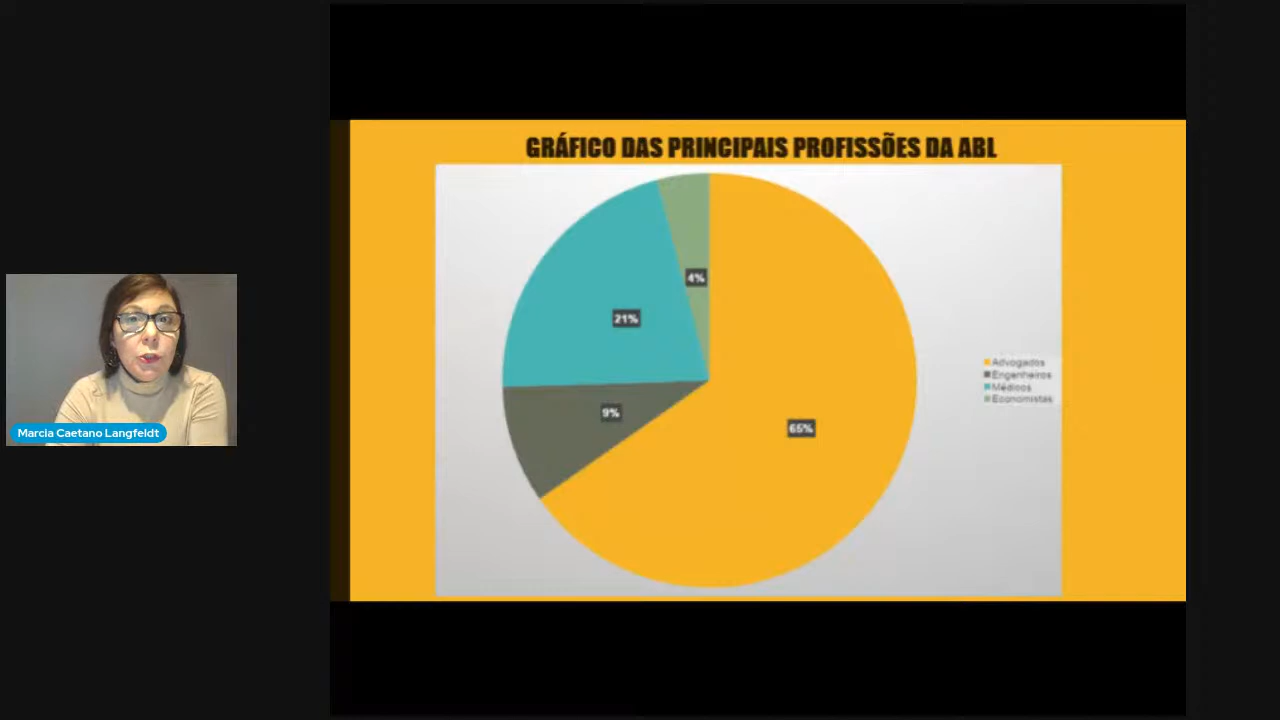 GRÁFICO DAS PRINCIPAIS PROFISSÕES DA ABL
4%
21%
9%
65%
Advogados
Engenheiros
Médicos
Economistas
Marcia Caetano Langfeldt